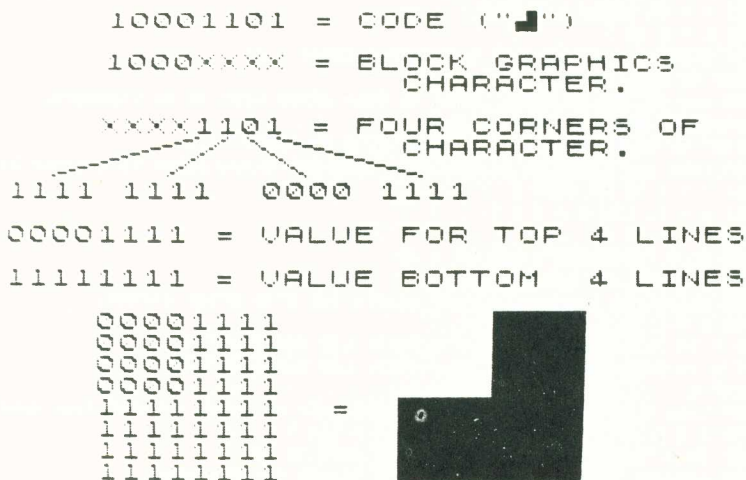 10001101 = CODE ("▟")
1000XXXX = BLOCK GRAPHICS
CHARACTER.
XXXX1101 = FOUR CORNERS OF
CHARACTER.
1111 1111 0000 1111
00001111 = VALUE FOR TOP 4 LINES
11111111 = VALUE BOTTOM 4 LINES
00001111
00001111
00001111
00001111
11111111 =
11111111
11111111
11111111